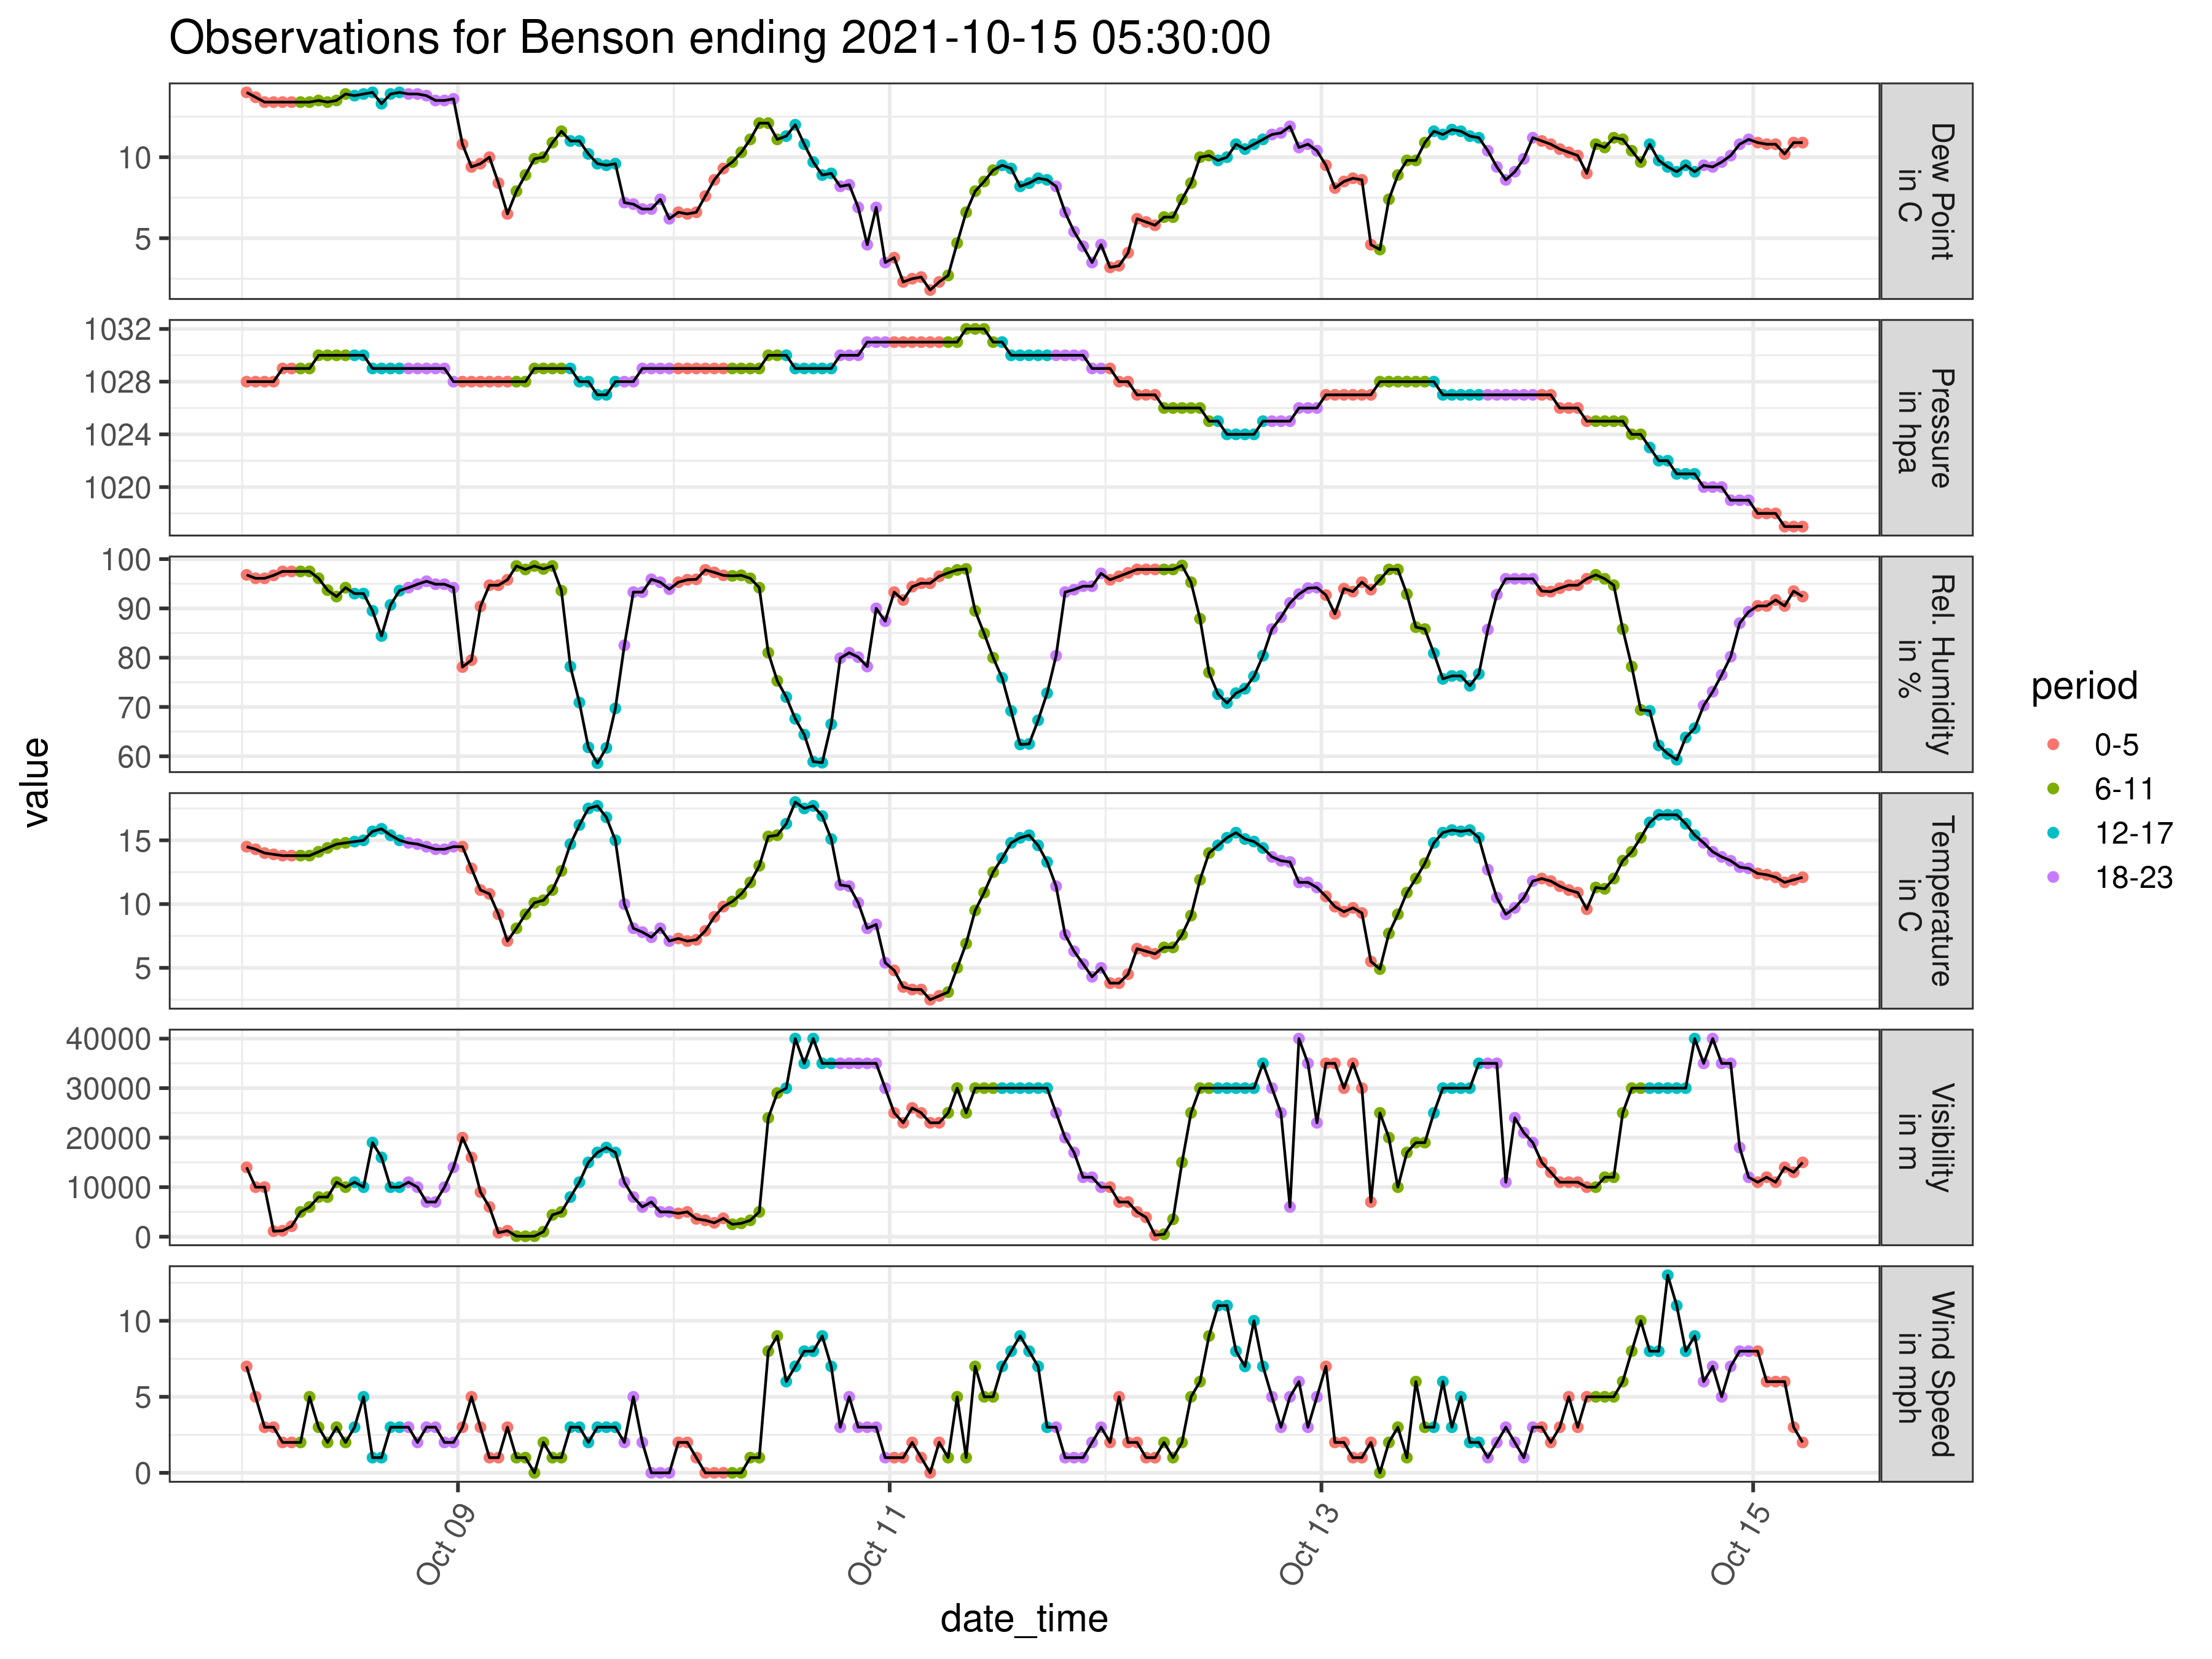 Observations for Benson ending 2021-10-15 05:30:00
value
10
5
Dew Point
in C
1032
1028
1024
1020
Pressure
in hpa
100
90
80
70
60
Rel. Humidity
in %
15
10
5
Temperature
in C
40000
30000
20000
10000
0
Visibility
in m
10
5
0
Wind Speed
in mph
Oct 09
Oct 11
Oct 13
Oct 15
date_time
period
0-5
6-11
12-17
18-23